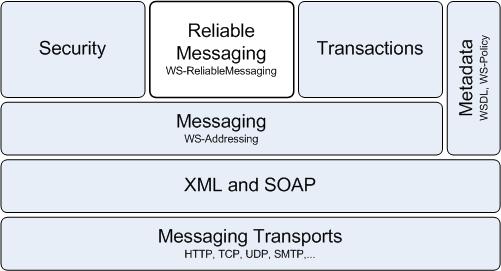 Security
Reliable
Messaging
WS-ReliableMessaging
Transactions
Metadata
WSDL, WS-Policy
Messaging
WS-Addressing
XML and SOAP
Messaging Transports
HTTP, TCP, UDP, SMTP,...